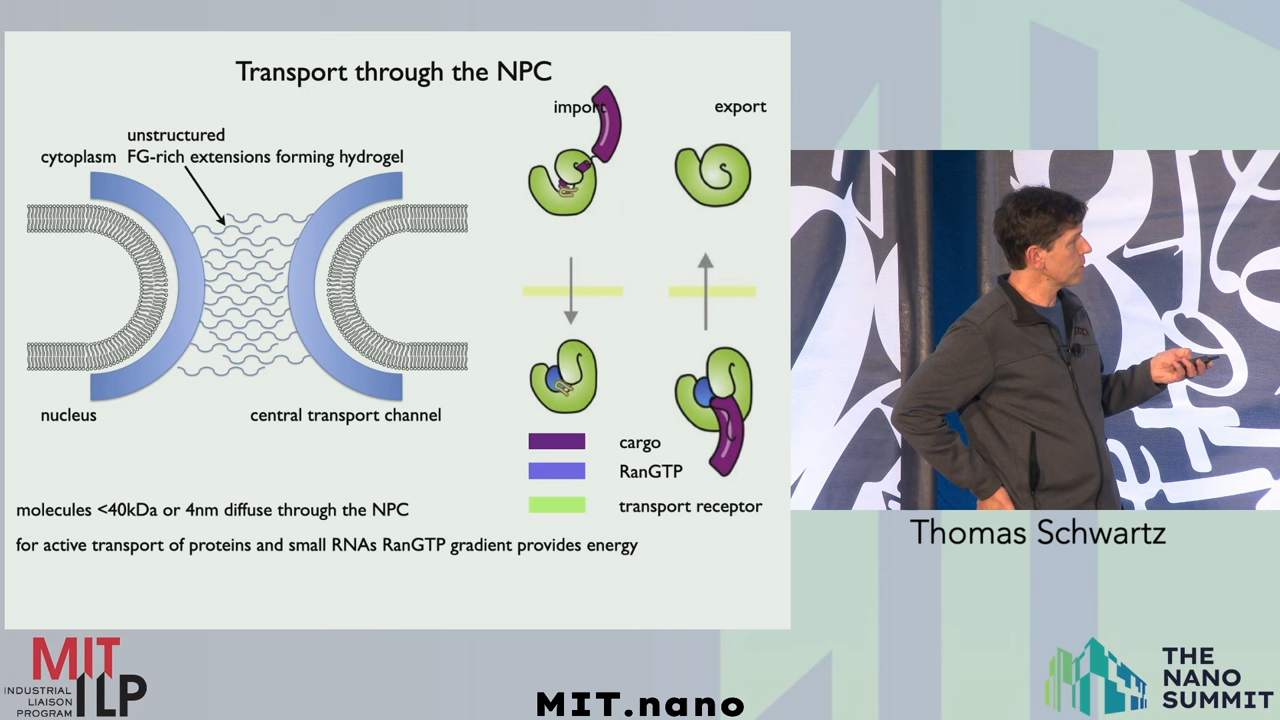 Transport through the NPC
import
export
unstructured
cytoplasm FG-rich extensions forming hydrogel
nucleus
central transport channel
cargo
RanGTP
transport receptor
molecules <40kDa or 4nm diffuse through the NPC
for active transport of proteins and small RNAs RanGTP gradient provides energy
Thomas Schwartz
MIT
ILP
INDUSTRIAL
LIAISON
PROGRAM
MIT.nano
THE
NANO
SUMMIT